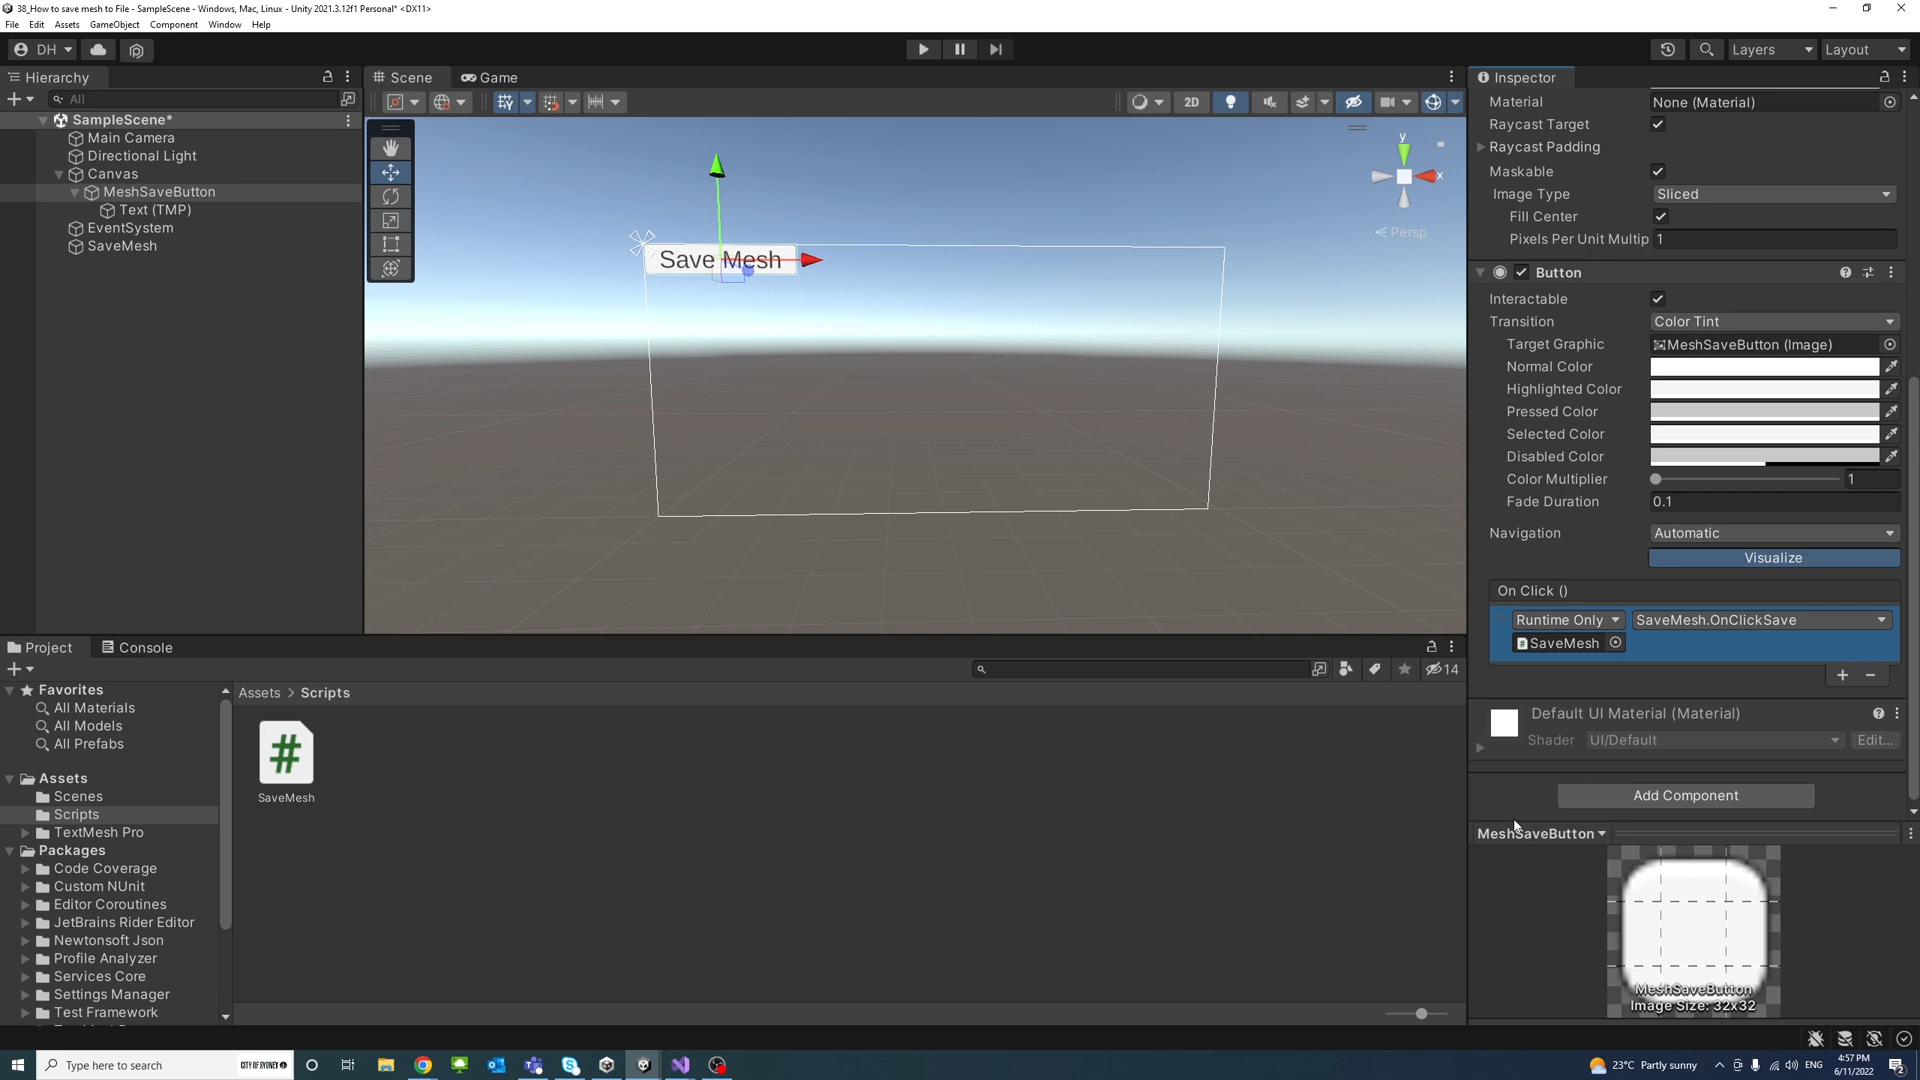 38_How to save mesh to File - SampleScene - Windows, Mac, Linux - Unity 2021.3.12f1 Personal* <DX11>
File Edit Assets GameObject Component Window Help
DH
Layers Layout
Hierarchy
All
SampleScene*
Main Camera
Directional Light
Canvas
MeshSaveButton
Text (TMP)
EventSystem
SaveMesh
Scene Game
2D
y
x
Persp
Save Mesh
Inspector
Material None (Material)
Raycast Target
Raycast Padding
Maskable
Image Type Sliced
Fill Center
Pixels Per Unit Multip 1
Button
Interactable
Transition Color Tint
Target Graphic MeshSaveButton (Image)
Normal Color
Highlighted Color
Pressed Color
Selected Color
Disabled Color
Color Multiplier 1
Fade Duration 0.1
Navigation Automatic
Visualize
On Click ()
Runtime Only SaveMesh.OnClickSave
SaveMesh
Default UI Material (Material)
Shader UI/Default Edit...
Add Component
MeshSaveButton
MeshSaveButton
Image Size: 32x32
Project Console
14
Favorites
All Materials
All Models
All Prefabs
Assets
Scenes
Scripts
TextMesh Pro
Packages
Code Coverage
Custom NUnit
Editor Coroutines
JetBrains Rider Editor
Newtonsoft Json
Profile Analyzer
Services Core
Settings Manager
Test Framework
Assets > Scripts
SaveMesh
Type here to search
CITY OF SYDNEY
23°C Partly sunny
ENG
4:57 PM
6/11/2022
2